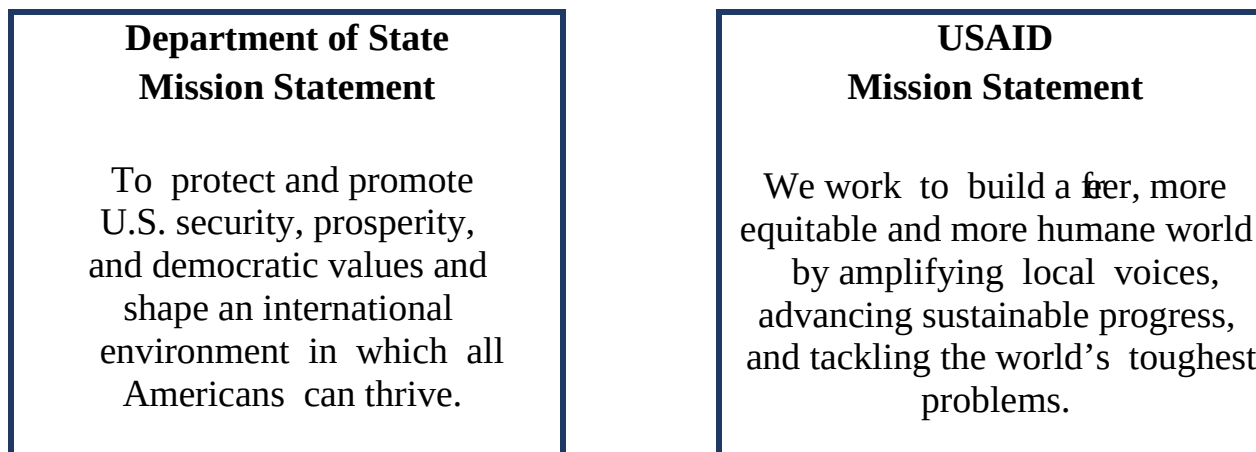 Department of State
Mission Statement
To protect and promote
U.S. security, prosperity,
and democratic values and
shape an international
environment in which all
Americans can thrive.
USAID
Mission Statement
We work to build a freer, more
equitable and more humane world
by amplifying local voices,
advancing sustainable progress,
and tackling the world’s toughest
problems.